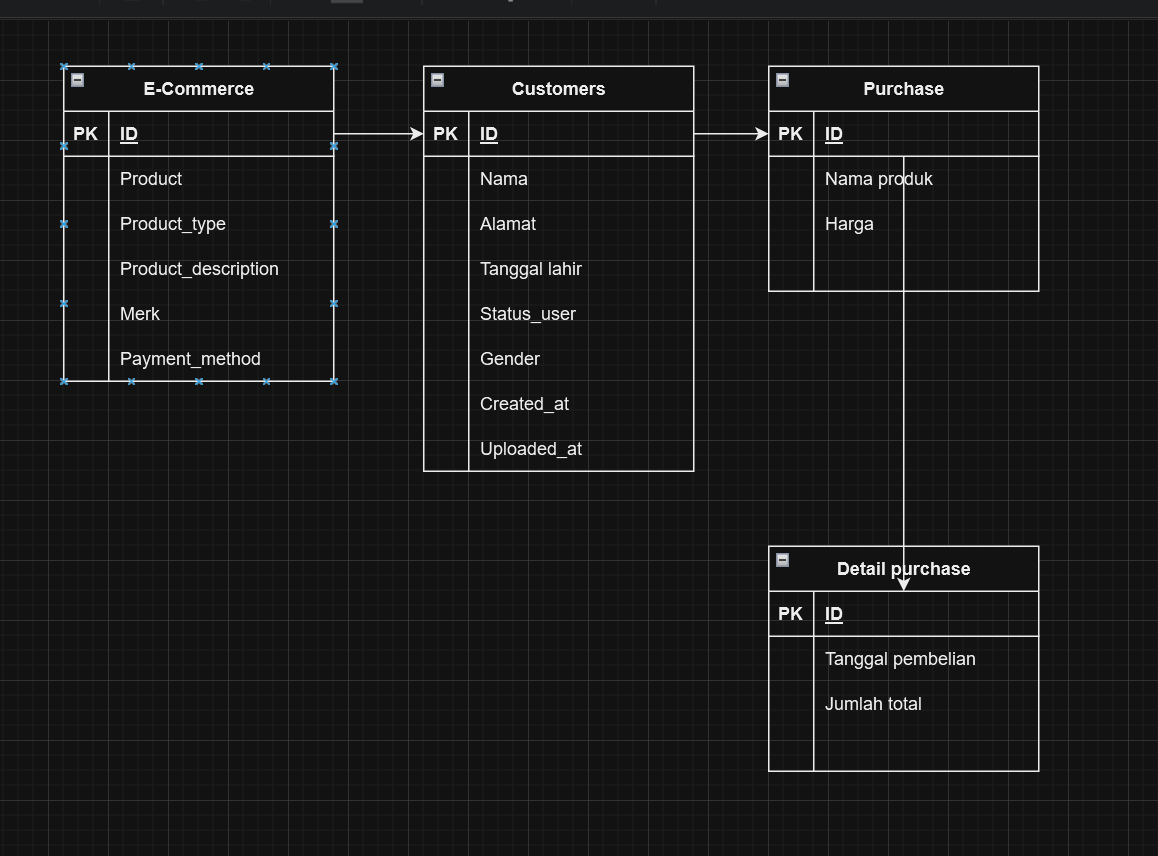 E-Commerce
PK ID
Product
Product_type
Product_description
Merk
Payment_method
Customers
PK ID
Nama
Alamat
Tanggal lahir
Status_user
Gender
Created_at
Uploaded_at
Purchase
PK ID
Nama produk
Harga
Detail purchase
PK ID
Tanggal pembelian
Jumlah total